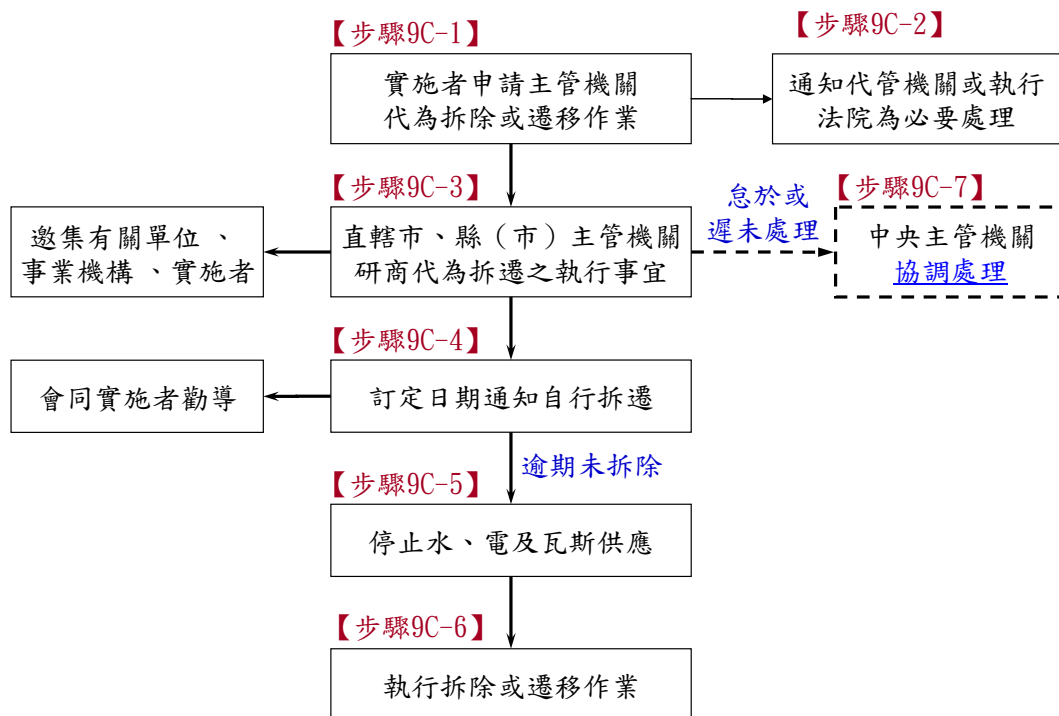 【步驟9C-1】
實施者申請主管機關
代為拆除或遷移作業
【步驟9C-2】
通知代管機關或執行
法院為必要處理
【步驟9C-3】
直轄市、縣（市）主管機關
研商代為拆遷之執行事宜
邀集有關單位、
事業機構、實施者
怠於或
遲未處理
【步驟9C-7】
中央主管機關
協調處理
【步驟9C-4】
訂定日期通知自行拆遷
會同實施者勸導
逾期未拆除
【步驟9C-5】
停止水、電及瓦斯供應
【步驟9C-6】
執行拆除或遷移作業